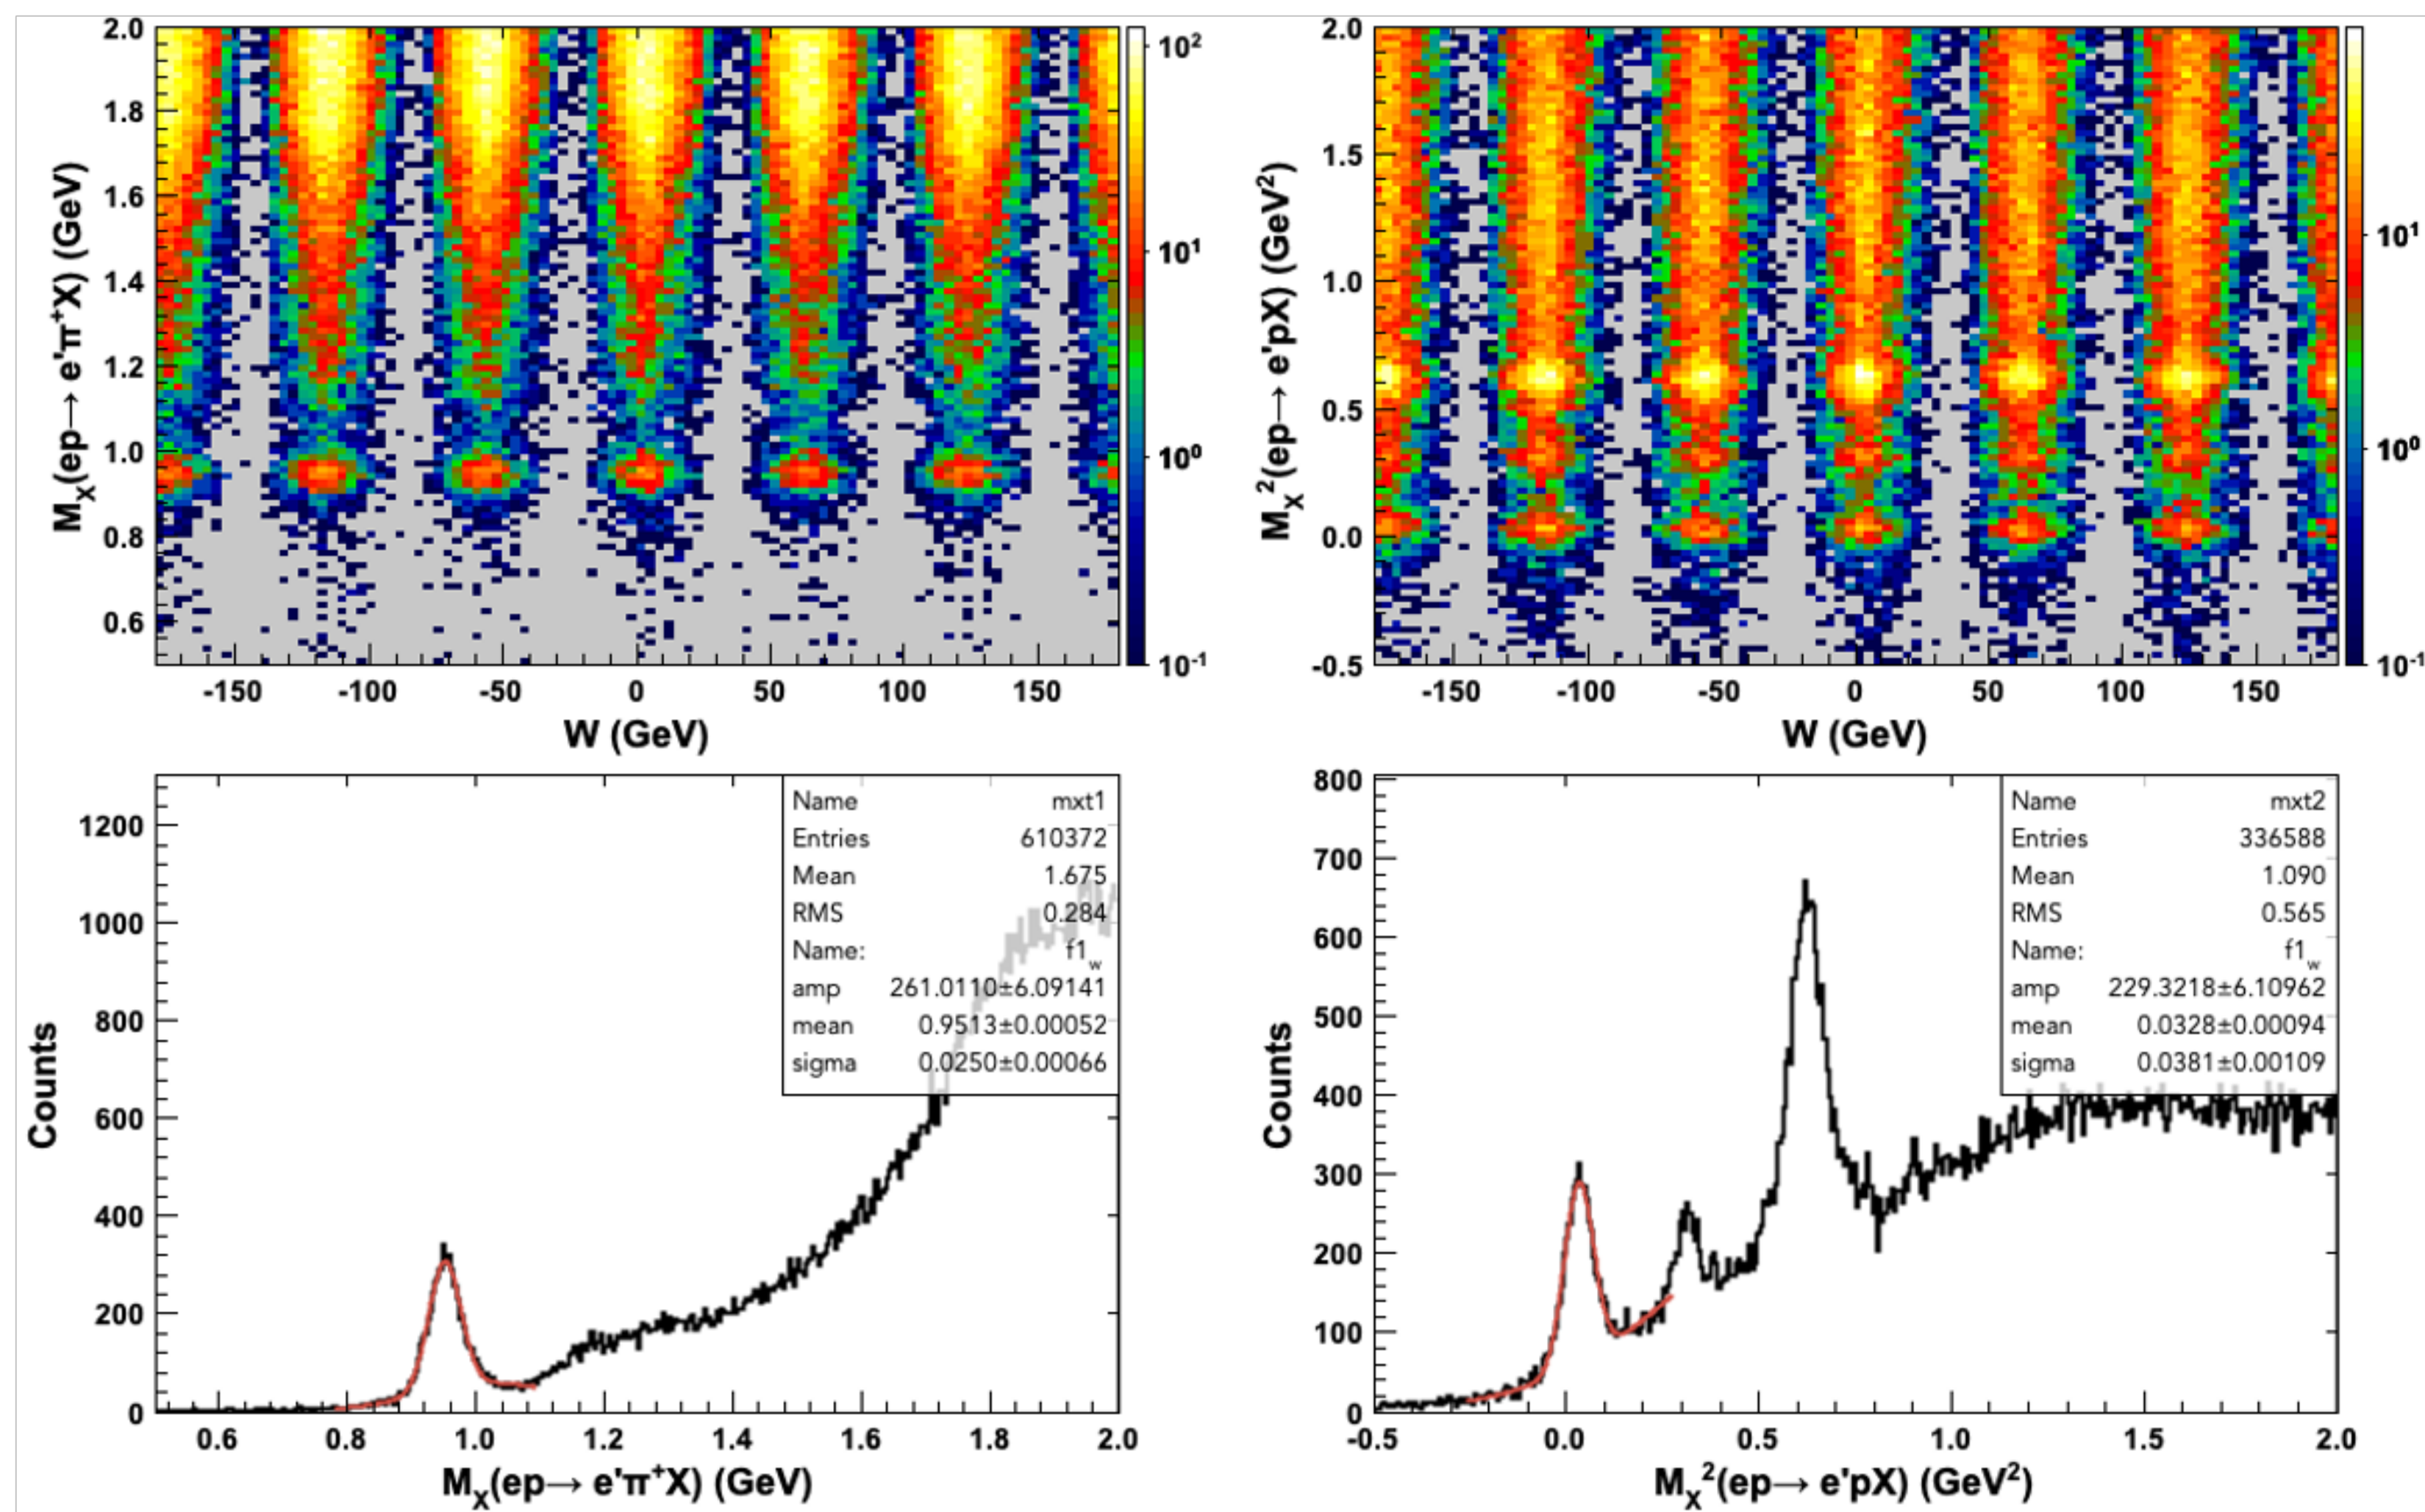 2.0
1.8
1.6
1.4
1.2
1.0
0.8
0.6
Mₓ(ep→ e'π⁺X) (GeV)
-150 -100 -50 0 50 100 150
W (GeV)
10²
10¹
10⁰
10⁻¹
2.0
1.5
1.0
0.5
0.0
-0.5
Mₓ²(ep→ e'pX) (GeV²)
-150 -100 -50 0 50 100 150
W (GeV)
10¹
10⁰
10⁻¹
1200
1000
800
600
400
200
0
Counts
Name mxt1
Entries 610372
Mean 1.675
RMS 0.284
Name: f1_w
amp 261.0110±6.09141
mean 0.9513±0.00052
sigma 0.0250±0.00066
0.6 0.8 1.0 1.2 1.4 1.6 1.8 2.0
Mₓ(ep→ e'π⁺X) (GeV)
800
700
600
500
400
300
200
100
0
Counts
Name mxt2
Entries 336588
Mean 1.090
RMS 0.565
Name: f1_w
amp 229.3218±6.10962
mean 0.0328±0.00094
sigma 0.0381±0.00109
-0.5 0.0 0.5 1.0 1.5 2.0
Mₓ²(ep→ e'pX) (GeV²)